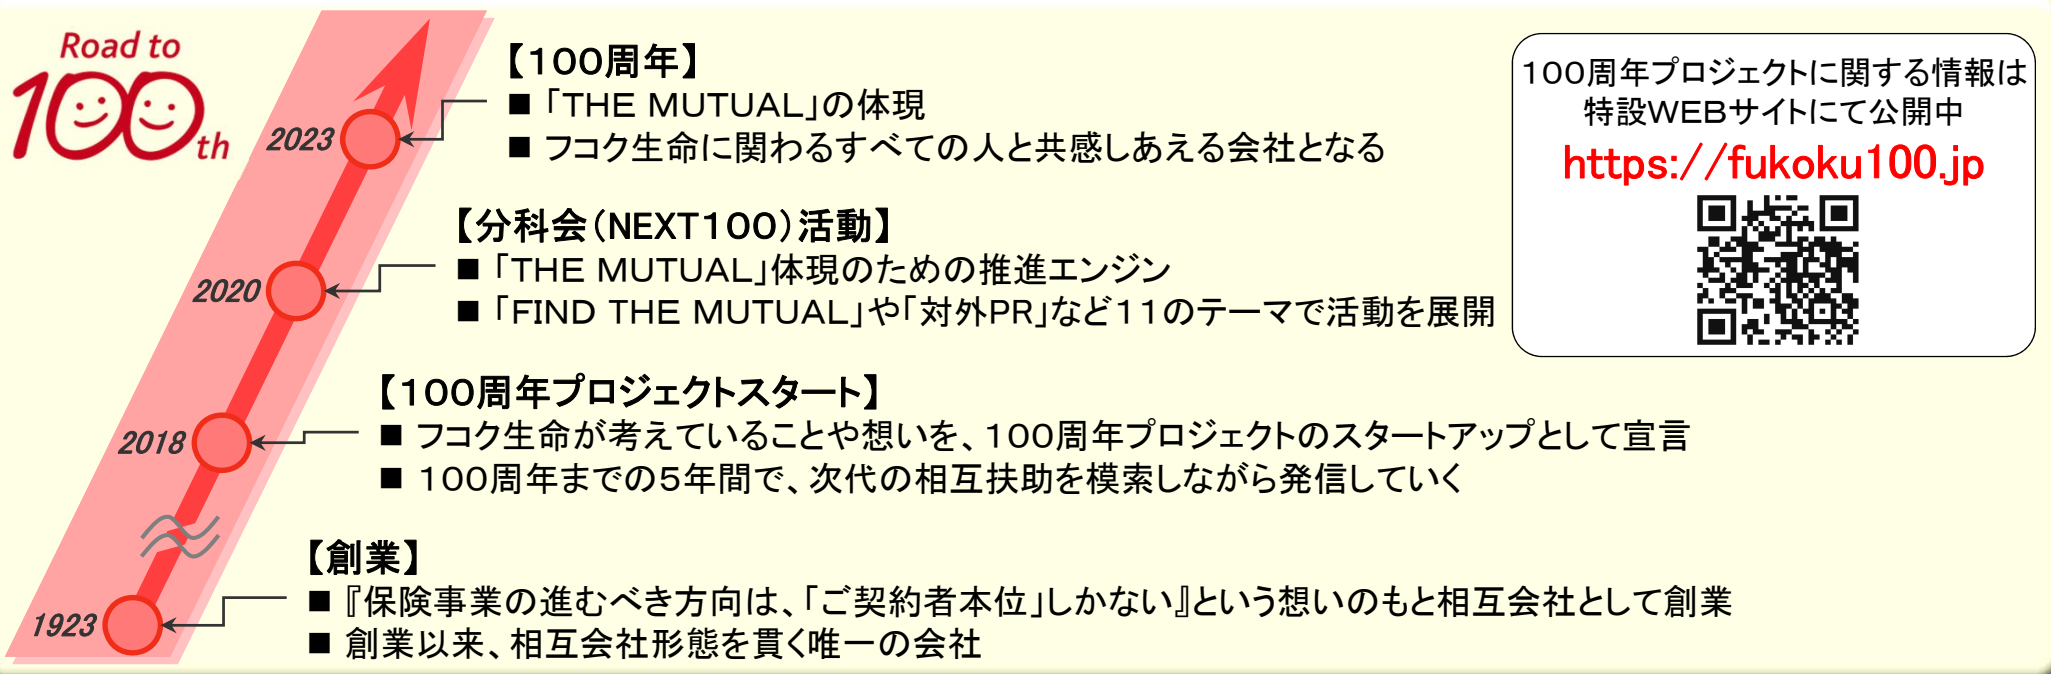 Road to
100th
2023
【100周年】
■ 「THE MUTUAL」の体現
■ フコク生命に関わるすべての人と共感しあえる会社となる
100周年プロジェクトに関する情報は
特設WEBサイトにて公開中
https://fukoku100.jp
2020
【分科会（NEXT100）活動】
■ 「THE MUTUAL」体現のための推進エンジン
■ 「FIND THE MUTUAL」や「対外PR」など11のテーマで活動を展開
2018
【100周年プロジェクトスタート】
■ フコク生命が考えていることや想いを、100周年プロジェクトのスタートアップとして宣言
■ 100周年までの5年間で、次代の相互扶助を模索しながら発信していく
1923
【創業】
■ 『保険事業の進むべき方向は、「ご契約者本位」しかない』という想いのもと相互会社として創業
■ 創業以来、相互会社形態を貫く唯一の会社